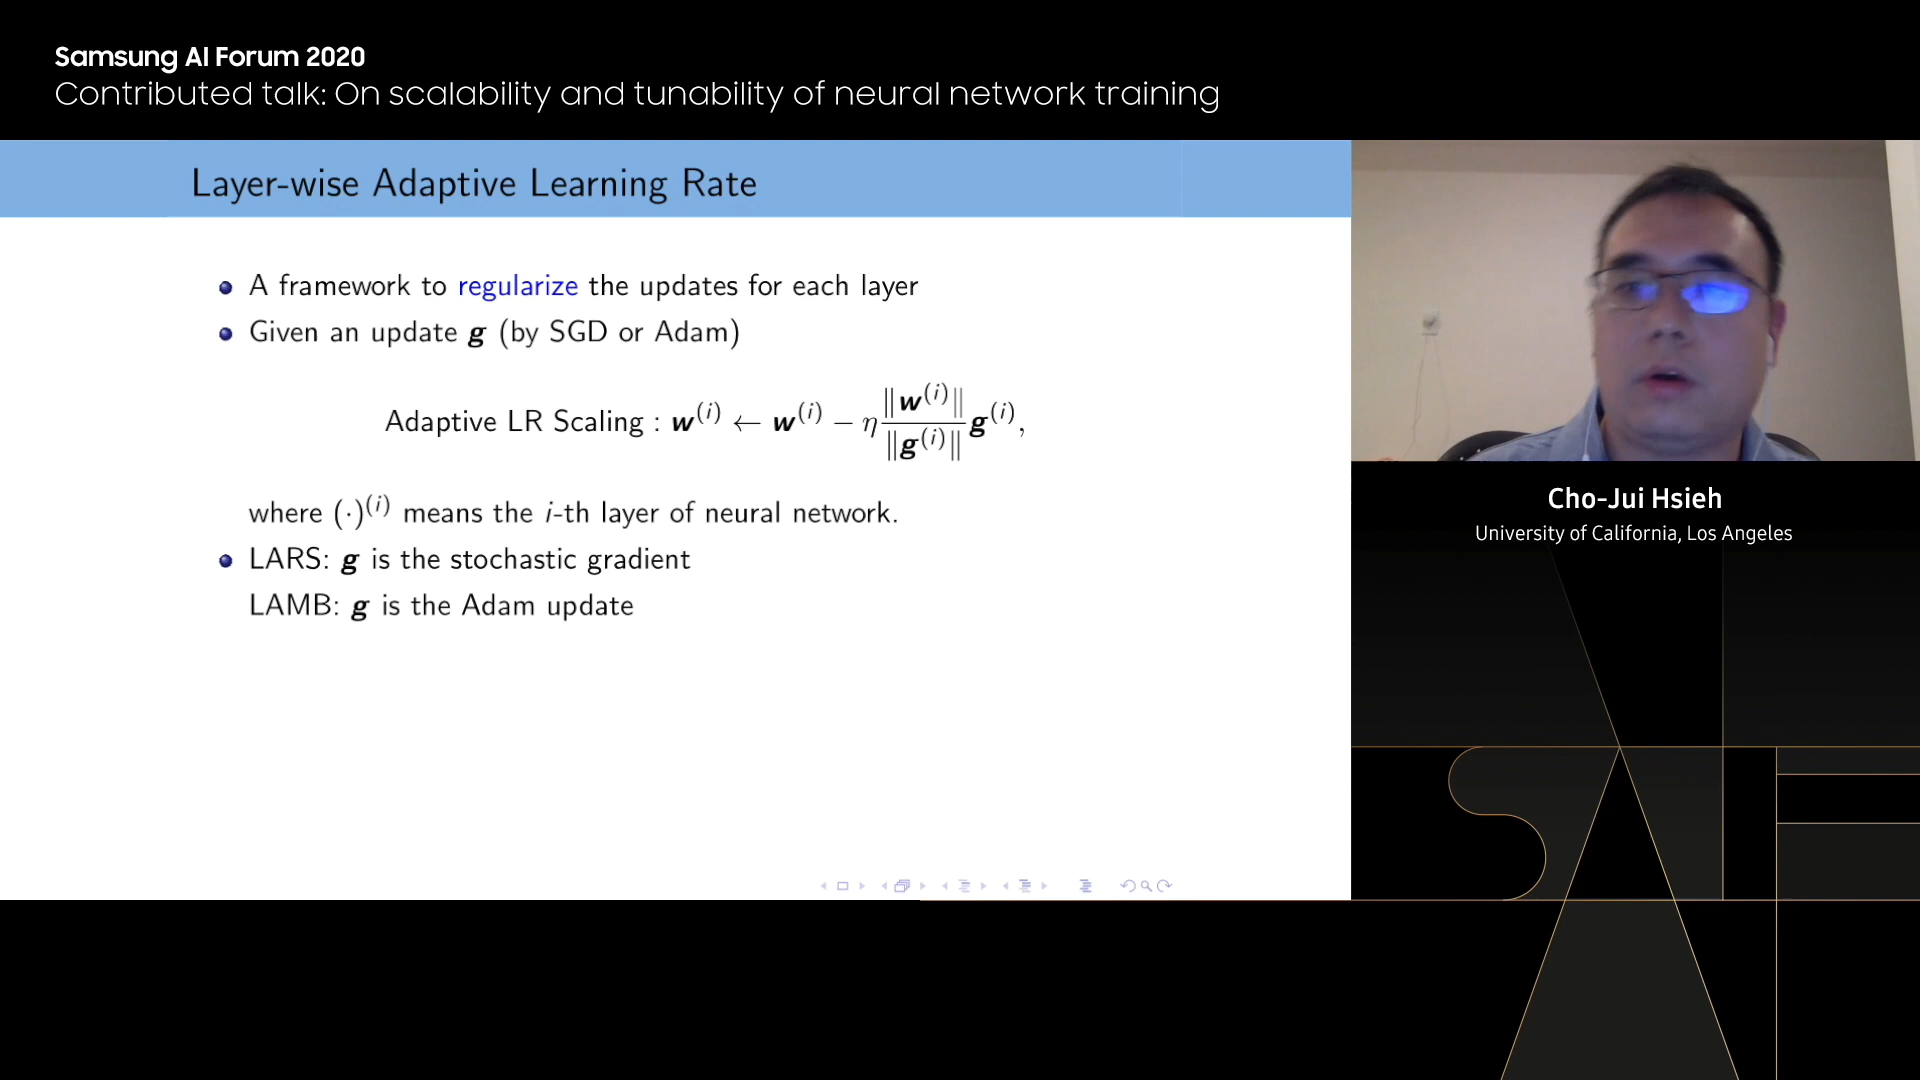 Samsung AI Forum 2020
Contributed talk: On scalability and tunability of neural network training
Layer-wise Adaptive Learning Rate
A framework to regularize the updates for each layer
Given an update g (by SGD or Adam)
Adaptive LR Scaling : w^(i) ← w^(i) − η ‖w^(i)‖ / ‖g^(i)‖ g^(i),
where (·)^(i) means the i-th layer of neural network.
LARS: g is the stochastic gradient
LAMB: g is the Adam update
Cho-Jui Hsieh
University of California, Los Angeles